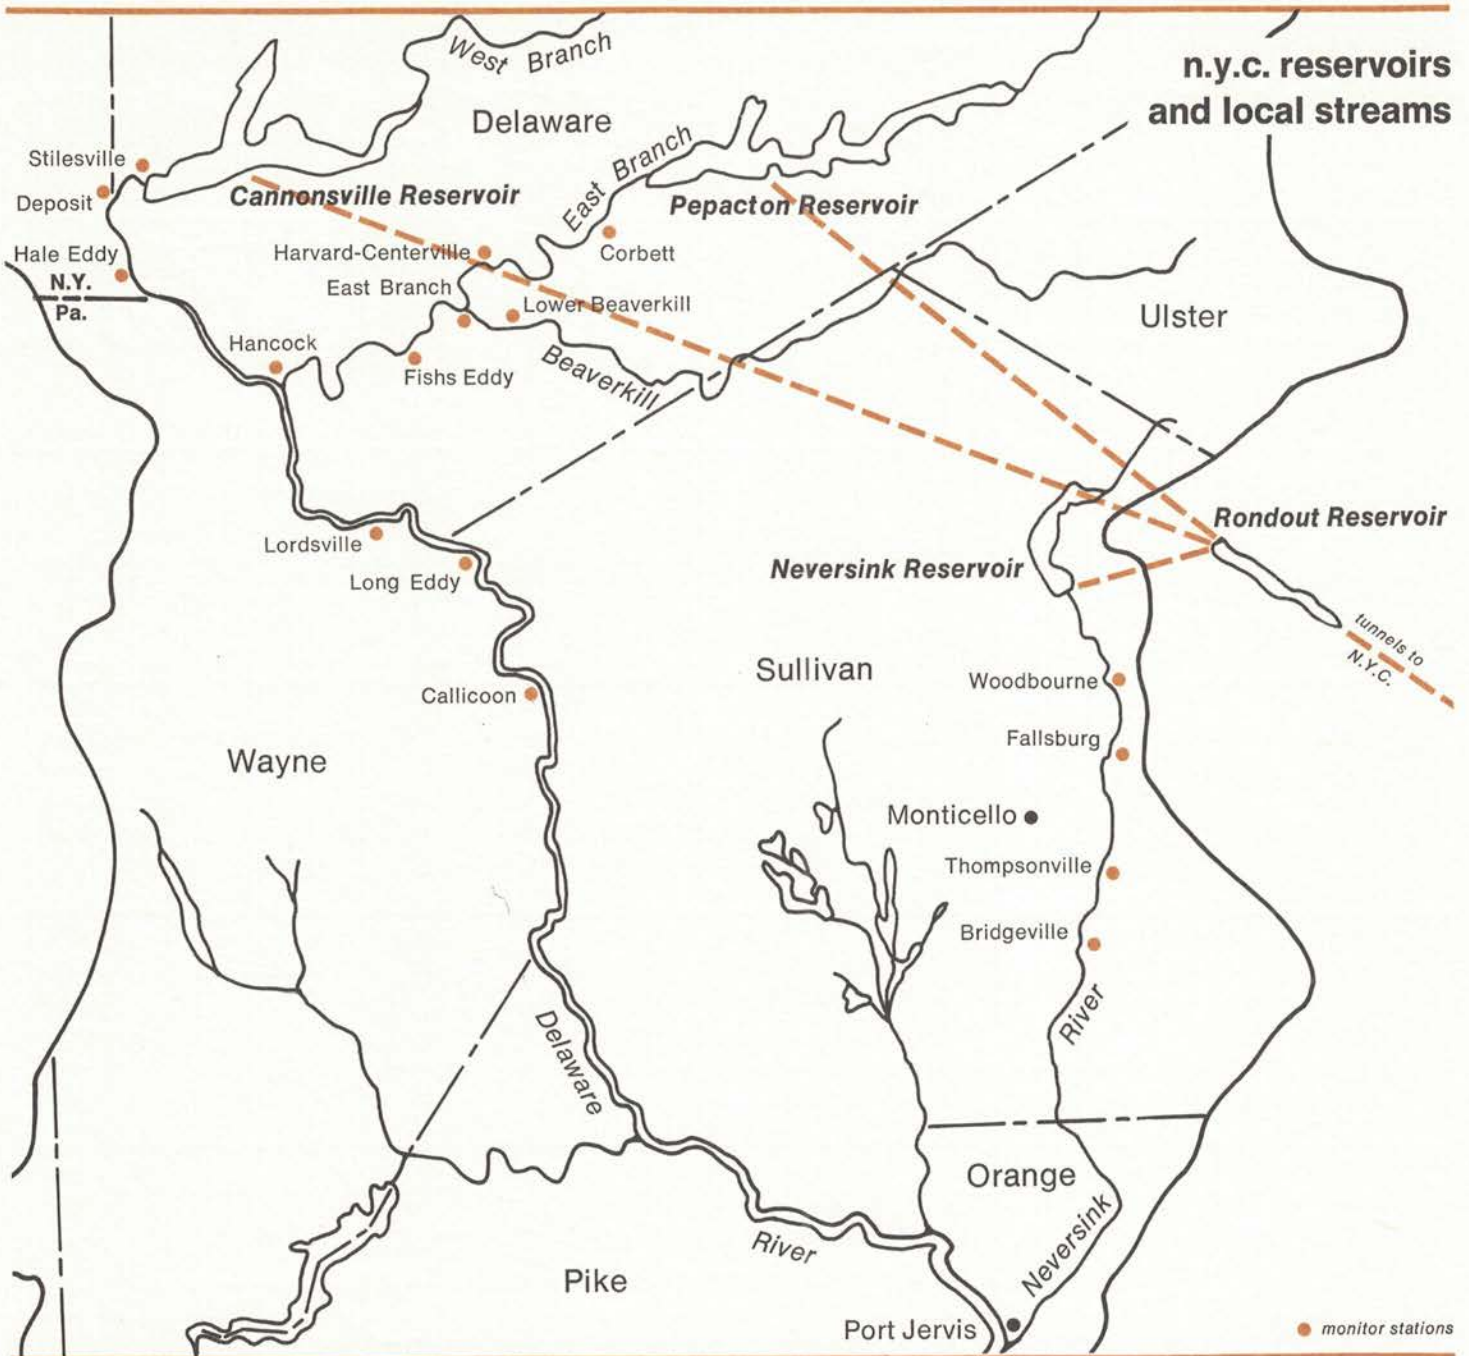 n.y.c. reservoirs
and local streams
West Branch
Delaware
East Branch
Stilesville
Deposit
Cannonsville Reservoir
Pepacton Reservoir
Hale Eddy
Harvard-Centerville
Corbett
N.Y.
Pa.
East Branch
Lower Beaverkill
Ulster
Hancock
Fishs Eddy
Beaverkill
Lordsville
Long Eddy
Rondout Reservoir
Neversink Reservoir
tunnels to
N.Y.C.
Sullivan
Woodbourne
Callicoon
Fallsburg
Wayne
Monticello
Thompsonville
Bridgeville
River
Delaware
Orange
Neversink
River
Pike
Port Jervis
monitor stations